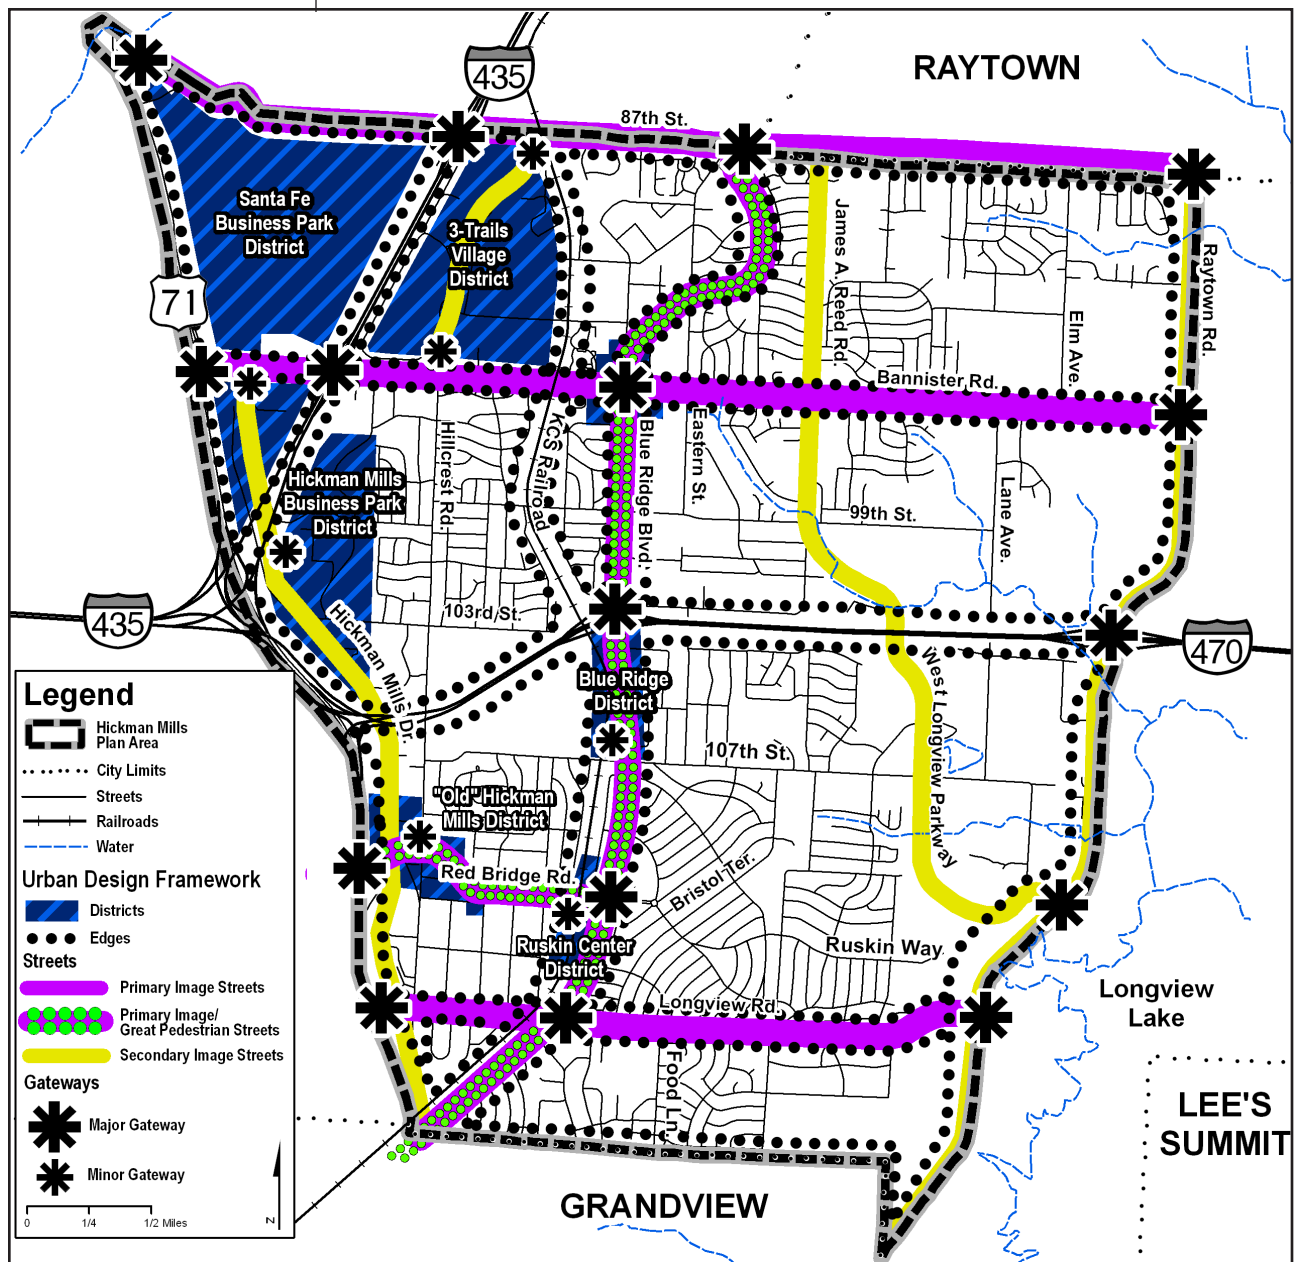 RAYTOWN
435
87th St.
Santa Fe
Business Park
District
3-Trails
Village
District
James A. Reed Rd.
Raytown Rd.
71
Elm Ave.
Bannister Rd.
Hillcrest Rd.
KCS Railroad
Blue Ridge Blvd.
Eastern St.
Hickman Mills
Business Park
District
Lane Ave.
99th St.
103rd St.
435
470
Hickman Mills Dr.
Blue Ridge
District
West Longview Parkway
107th St.
"Old" Hickman
Mills District
Red Bridge Rd.
Bristol Ter.
Ruskin Way
Ruskin Center
District
Longview Rd.
Longview
Lake
Food Ln.
LEE'S
SUMMIT
GRANDVIEW
Legend
Hickman Mills
Plan Area
City Limits
Streets
Railroads
Water
Urban Design Framework
Districts
Edges
Streets
Primary Image Streets
Primary Image/
Great Pedestrian Streets
Secondary Image Streets
Gateways
Major Gateway
Minor Gateway
0 1/4 1/2 Miles
N